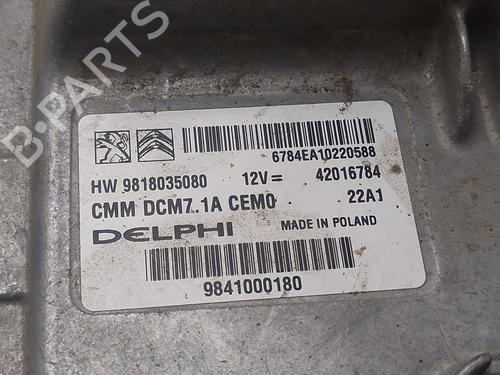 B-PARTS
6784EA10220588
HW 9818035080 12V= 42016784
CMM DCM7.1A CEM0 22A1
DELPHI MADE IN POLAND
9841000180